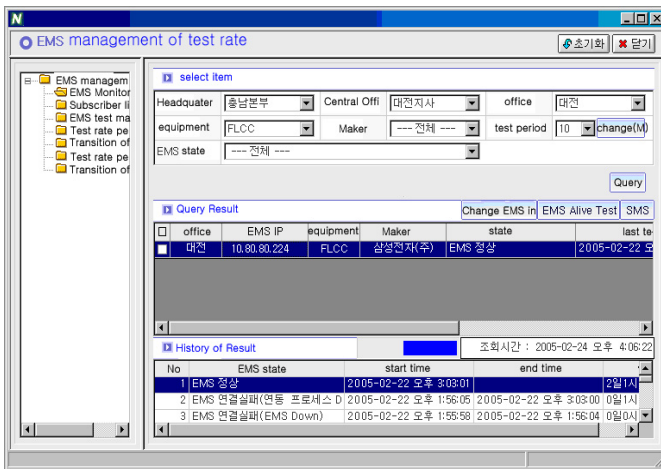 N
EMS management of test rate
초기화 닫기
EMS managem
EMS Monitor
Subscriber li
EMS test ma
Test rate pe
Transition of
Test rate pe
Transition of
select item
Headquater 충남본부 Central Offi 대전지사 office 대전
equipment FLCC Maker --- 전체 --- test period 10 change(M)
EMS state --- 전체 ---
Query
Query Result Change EMS in EMS Alive Test SMS
office EMS IP equipment Maker state last te
대전 10.80.80.224 FLCC 삼성전자(주) EMS 정상 2005-02-22 오
History of Result 조회시간 : 2005-02-24 오후 4:06:22
No EMS state start time end time
1 EMS 정상 2005-02-22 오후 3:03:01 2일1시
2 EMS 연결실패(연동 프로세스 D 2005-02-22 오후 1:56:05 2005-02-22 오후 3:03:00 0일1시
3 EMS 연결실패(EMS Down) 2005-02-22 오후 1:55:58 2005-02-22 오후 1:56:04 0일0시